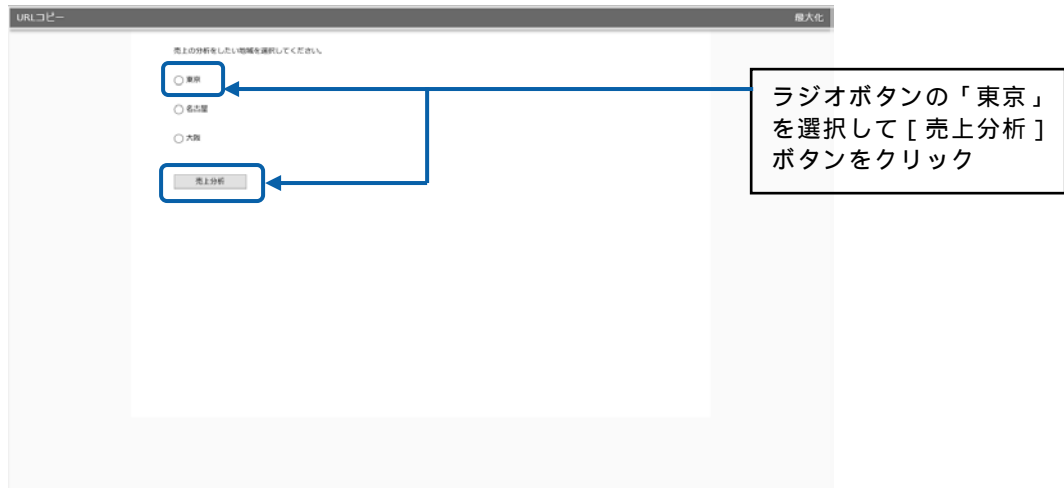 URLコピー
最大化
売上の分析をしたい地域を選択してください。
東京
名古屋
大阪
売上分析
ラジオボタンの「東京」
を選択して[売上分析]
ボタンをクリック